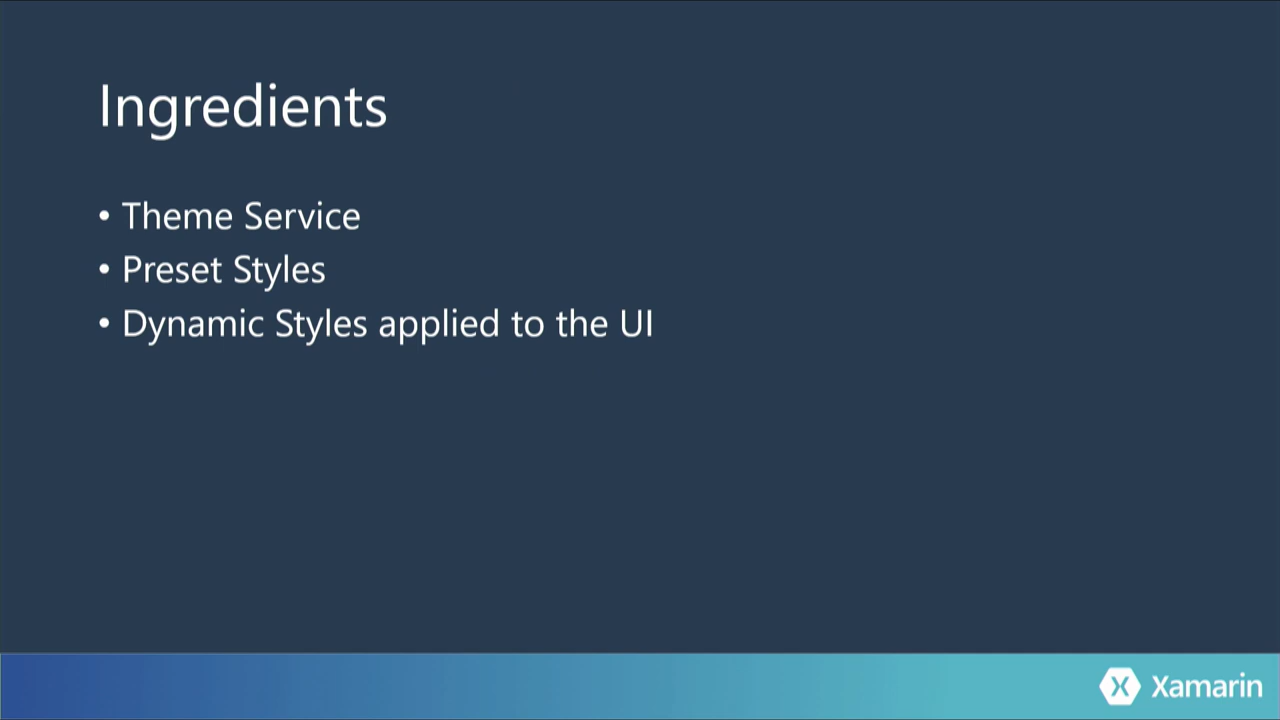 Ingredients
• Theme Service
• Preset Styles
• Dynamic Styles applied to the UI
Xamarin